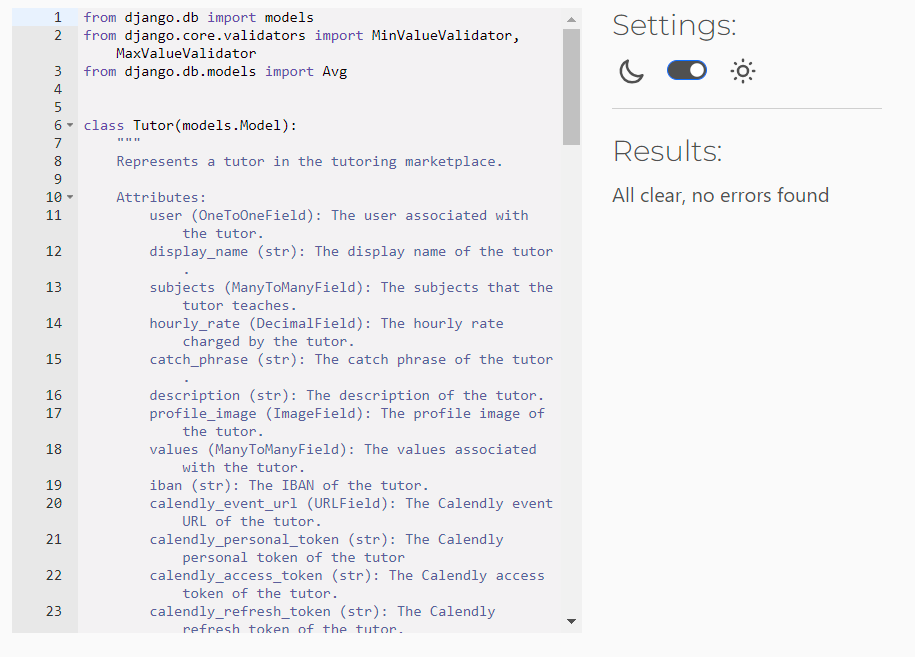 1 from django.db import models
2 from django.core.validators import MinValueValidator,
MaxValueValidator
3 from django.db.models import Avg
4
5
6 class Tutor(models.Model):
7 """
8 Represents a tutor in the tutoring marketplace.
9
10 Attributes:
11 user (OneToOneField): The user associated with
the tutor.
12 display_name (str): The display name of the tutor
.
13 subjects (ManyToManyField): The subjects that the
tutor teaches.
14 hourly_rate (DecimalField): The hourly rate
charged by the tutor.
15 catch_phrase (str): The catch phrase of the tutor
.
16 description (str): The description of the tutor.
17 profile_image (ImageField): The profile image of
the tutor.
18 values (ManyToManyField): The values associated
with the tutor.
19 iban (str): The IBAN of the tutor.
20 calendly_event_url (URLField): The Calendly event
URL of the tutor.
21 calendly_personal_token (str): The Calendly
personal token of the tutor
22 calendly_access_token (str): The Calendly access
token of the tutor.
23 calendly_refresh_token (str): The Calendly
refresh token of the tutor.
Settings:
Results:
All clear, no errors found